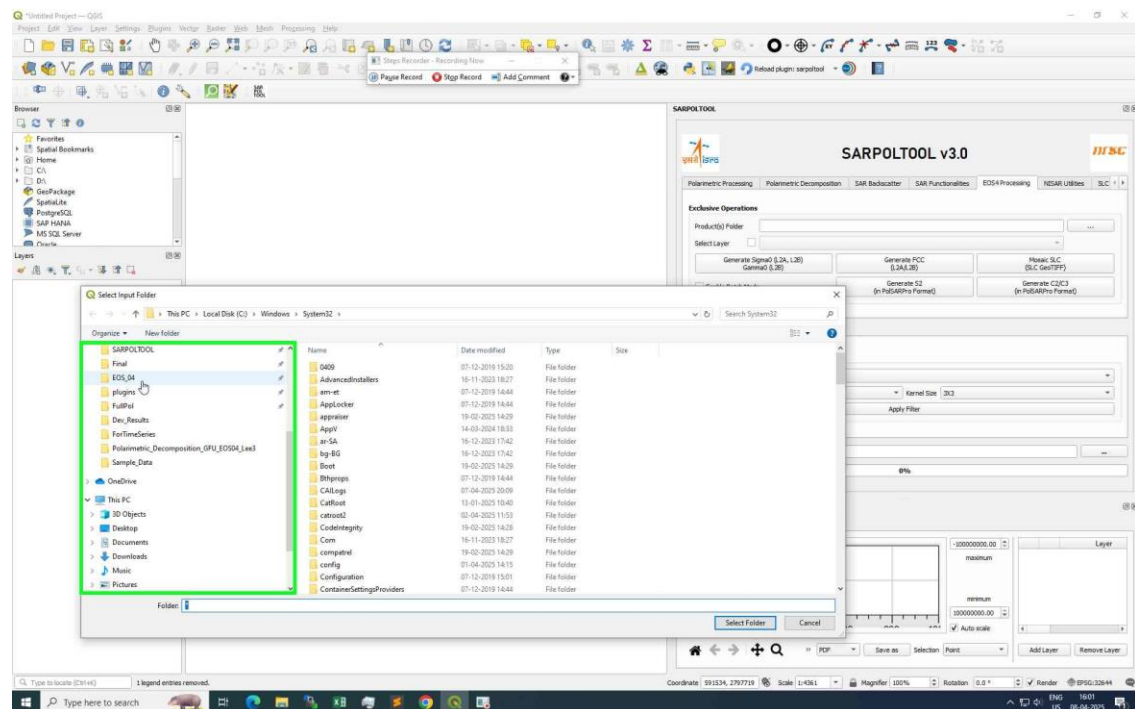 *Untitled Project — QGIS
Project Edit View Layer Settings Plugins Vector Raster Web Mesh Processing Help
Steps Recorder - Recording Now
Pause Record Stop Record Add Comment
Reload plugin: sarpoltool
SAR
POL
TOOL
Browser
Favorites
Spatial Bookmarks
Home
C:\
D:\
GeoPackage
SpatiaLite
PostgreSQL
SAP HANA
MS SQL Server
Oracle
Layers
SARPOLTOOL
इसरो isro
SARPOLTOOL v3.0
nrsc
Polarimetric Processing Polarimetric Decomposition SAR Backscatter SAR Functionalities EOS4 Processing NISAR Utilities SLC
Exclusive Operations
Product(s) Folder ...
Select Layer
Generate Sigma0 (L2A, L2B)
Gamma0 (L2B)
Generate FCC
(L2A/L2B)
Mosaic SLC
(SLC GeoTIFF)
Generate S2
(in PolSARPro Format)
Generate C2/C3
(in PolSARPro Format)
Kernel Size 3X3
Apply Filter
...
0%
Select Input Folder
This PC > Local Disk (C:) > Windows > System32 >
Search System32
Organize New folder
SARPOLTOOL
Final
EOS_04
plugins
FullPol
Dev_Results
ForTimeSeries
Polarimetric_Decomposition_GFU_EOS04_Lee3
Sample_Data
OneDrive
This PC
3D Objects
Desktop
Documents
Downloads
Music
Pictures
Name Date modified Type Size
0409 07-12-2019 15:20 File folder
AdvancedInstallers 16-11-2023 18:27 File folder
am-et 07-12-2019 14:44 File folder
AppLocker 07-12-2019 14:44 File folder
appraiser 19-02-2025 14:29 File folder
AppV 14-03-2024 18:33 File folder
ar-SA 16-12-2023 17:42 File folder
bg-BG 16-12-2023 17:42 File folder
Boot 19-02-2025 14:29 File folder
Bthprops 07-12-2019 14:44 File folder
CAILogs 07-04-2025 20:09 File folder
CatRoot 13-01-2025 10:40 File folder
catroot2 02-04-2025 11:53 File folder
CodeIntegrity 19-02-2025 14:28 File folder
Com 16-11-2023 18:27 File folder
compatrel 19-02-2025 14:29 File folder
config 01-04-2025 14:15 File folder
Configuration 07-12-2019 15:01 File folder
ContainerSettingsProviders 07-12-2019 14:44 File folder
Folder:
Select Folder Cancel
-100000000.00
maximum
minimum
100000000.00
Auto scale
Layer
PDF Save as Selection Point Add Layer Remove Layer
Type to locate (Ctrl+K) 1 legend entries removed.
Coordinate 591534, 2797719 Scale 1:4361 Magnifier 100% Rotation 0.0 ° Render EPSG:32644
Type here to search
ENG
US
16:01
08-04-2025